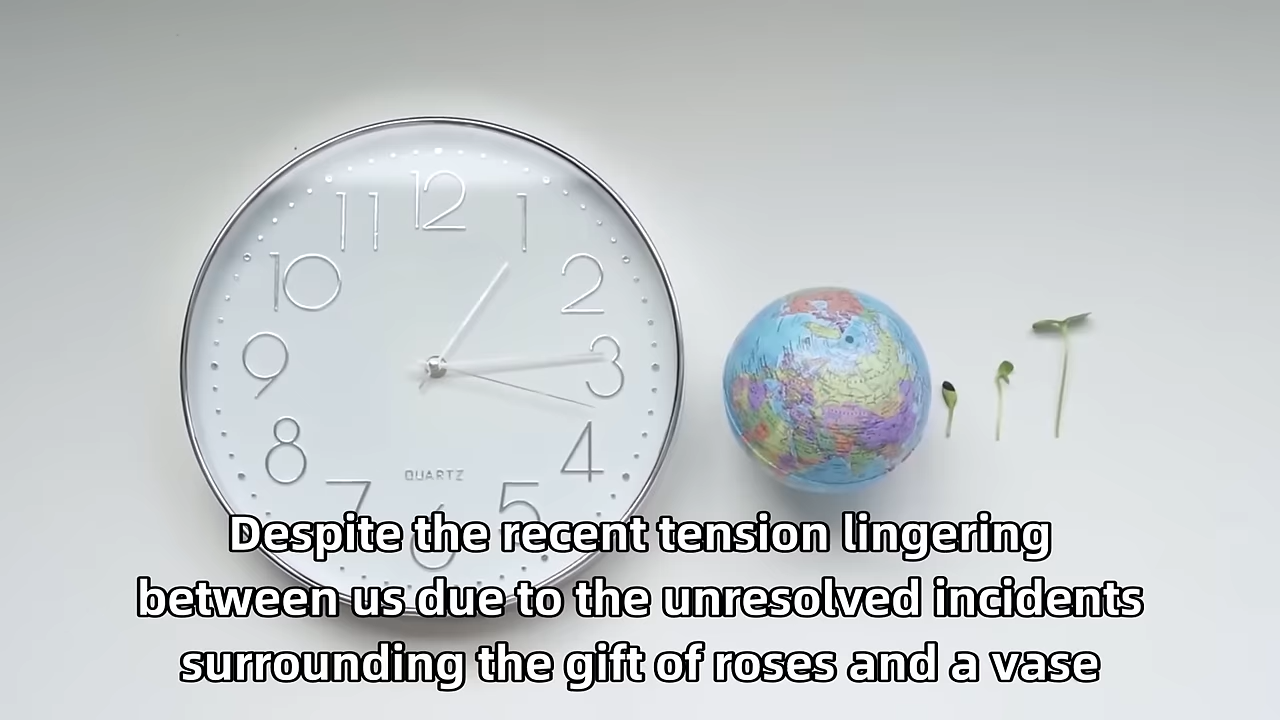 12
11 1
10 2
9 3
8 4
QUARTZ
7 5
6
Despite the recent tension lingering
between us due to the unresolved incidents
surrounding the gift of roses and a vase